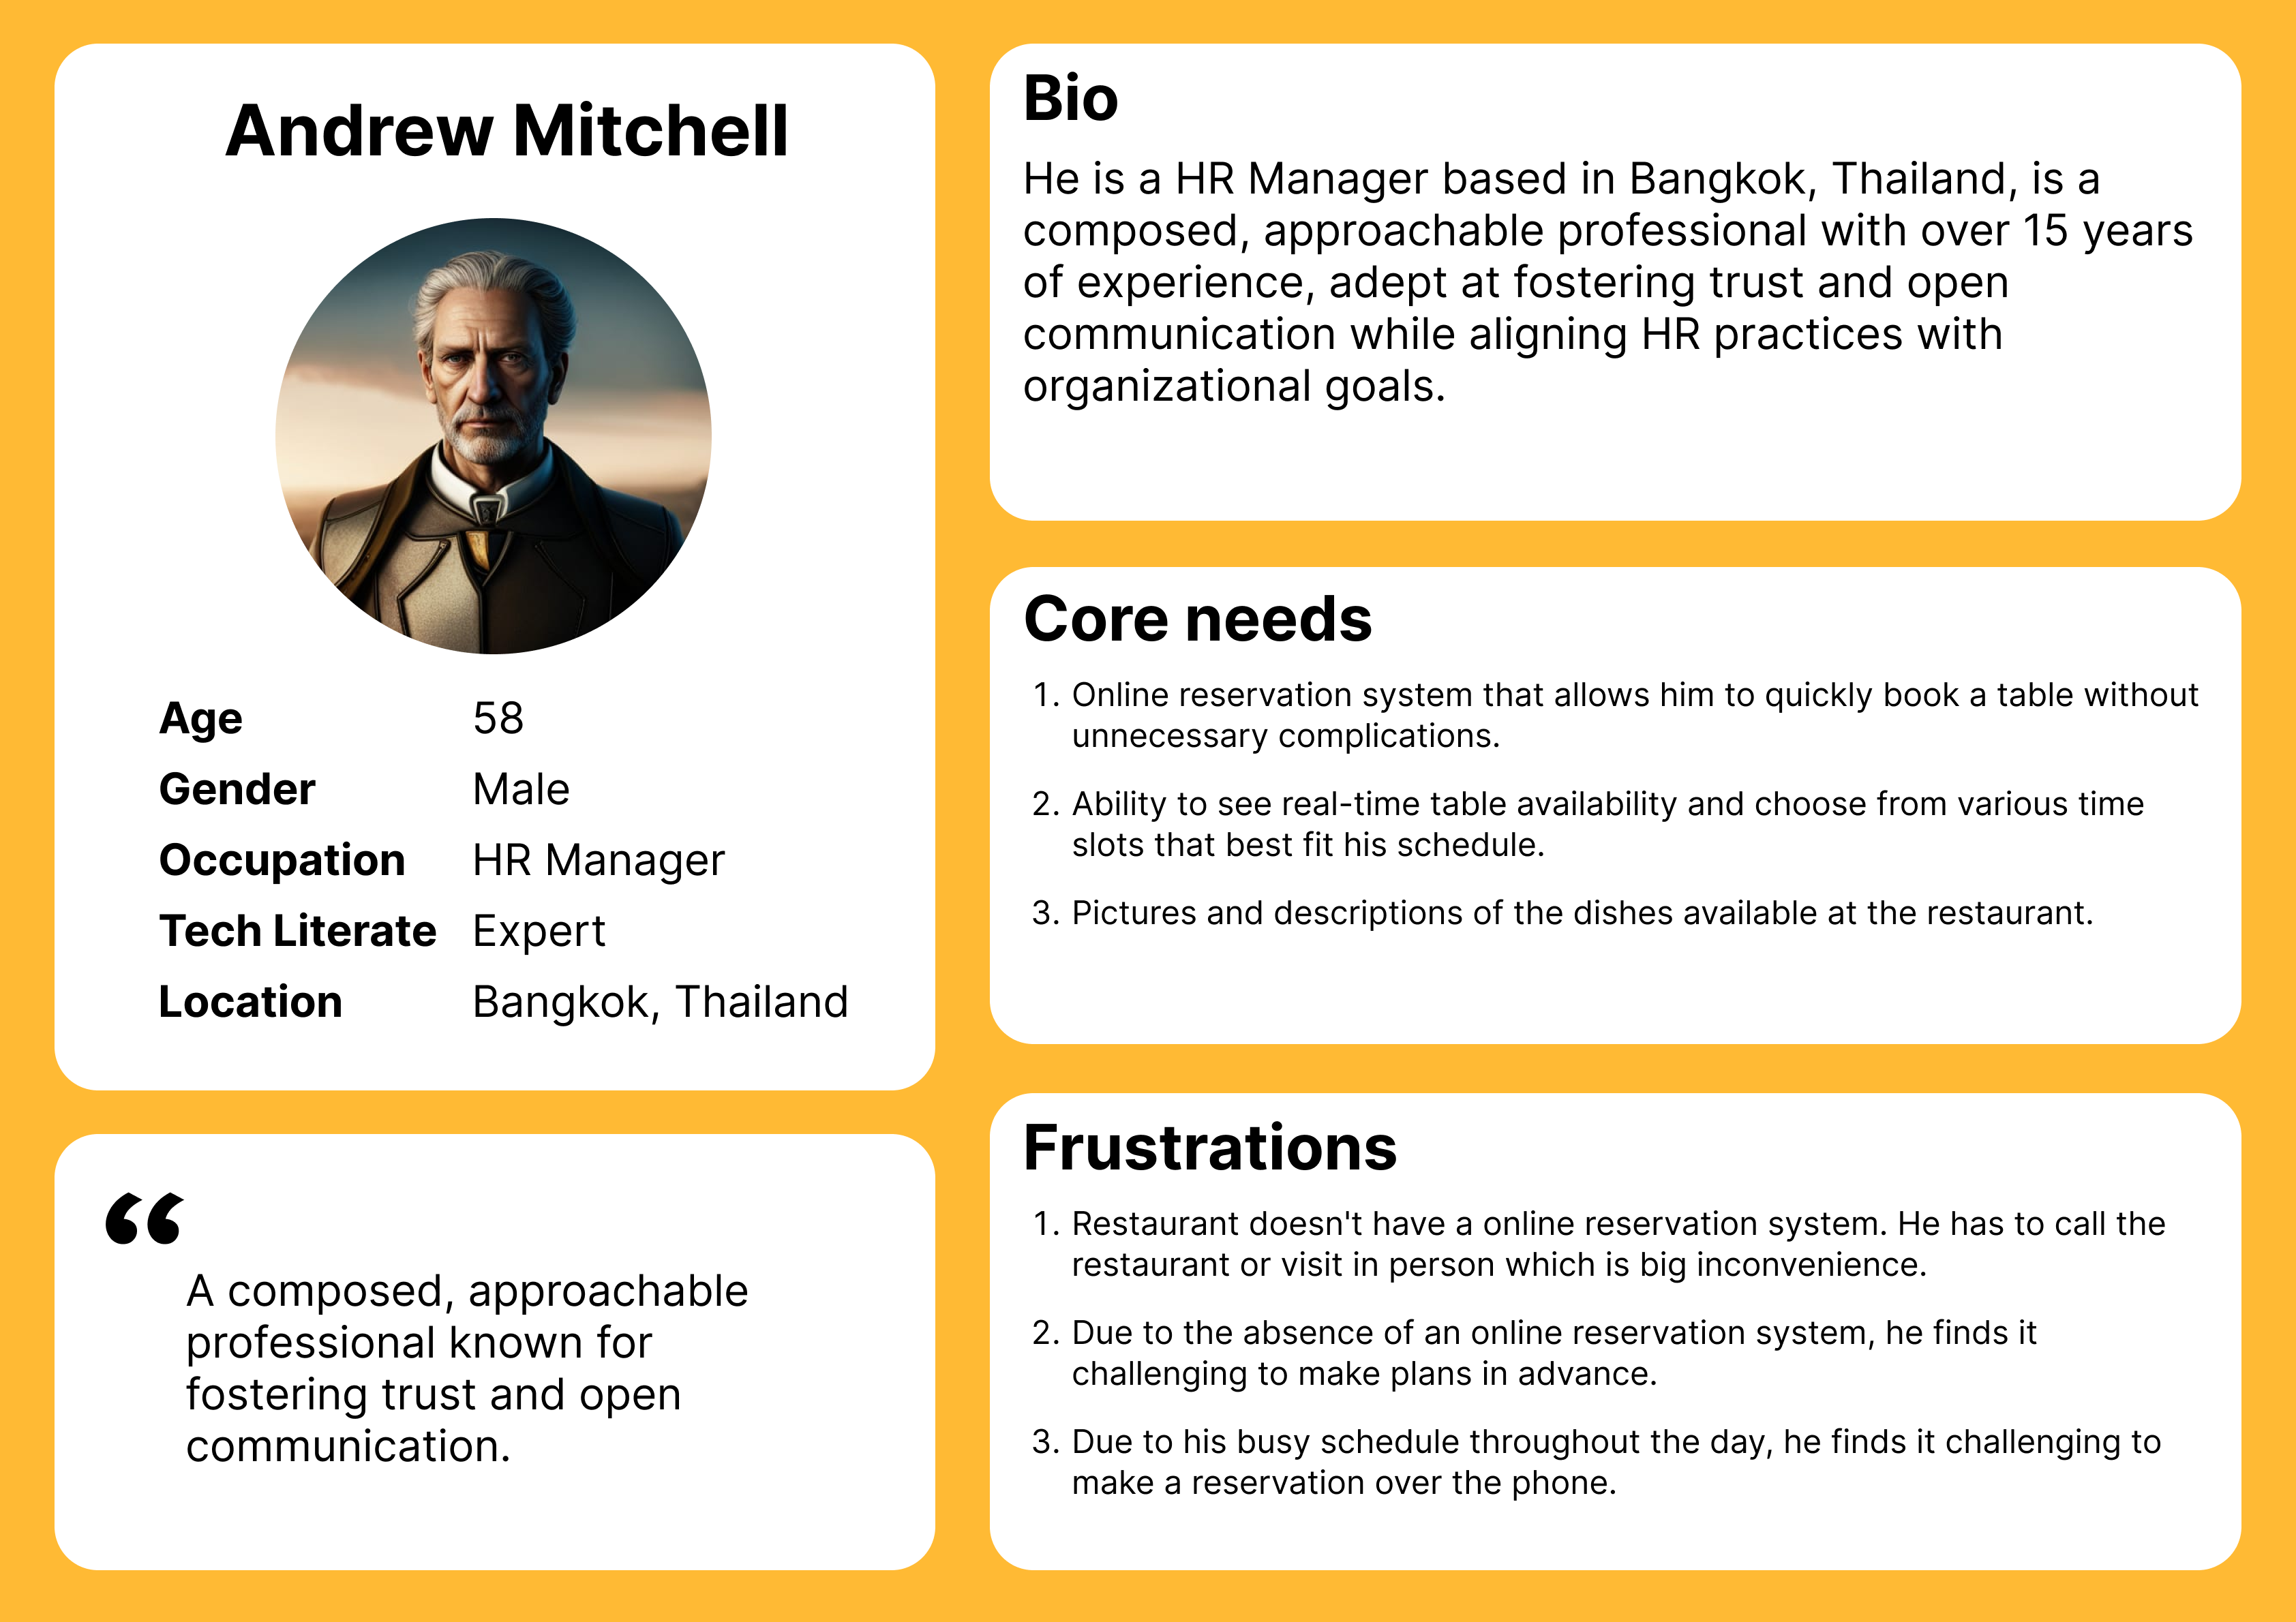 Andrew Mitchell
Age 58
Gender Male
Occupation HR Manager
Tech Literate Expert
Location Bangkok, Thailand
“
A composed, approachable
professional known for
fostering trust and open
communication.
Bio
He is a HR Manager based in Bangkok, Thailand, is a
composed, approachable professional with over 15 years
of experience, adept at fostering trust and open
communication while aligning HR practices with
organizational goals.
Core needs
1. Online reservation system that allows him to quickly book a table without
unnecessary complications.
2. Ability to see real-time table availability and choose from various time
slots that best fit his schedule.
3. Pictures and descriptions of the dishes available at the restaurant.
Frustrations
1. Restaurant doesn't have a online reservation system. He has to call the
restaurant or visit in person which is big inconvenience.
2. Due to the absence of an online reservation system, he finds it
challenging to make plans in advance.
3. Due to his busy schedule throughout the day, he finds it challenging to
make a reservation over the phone.